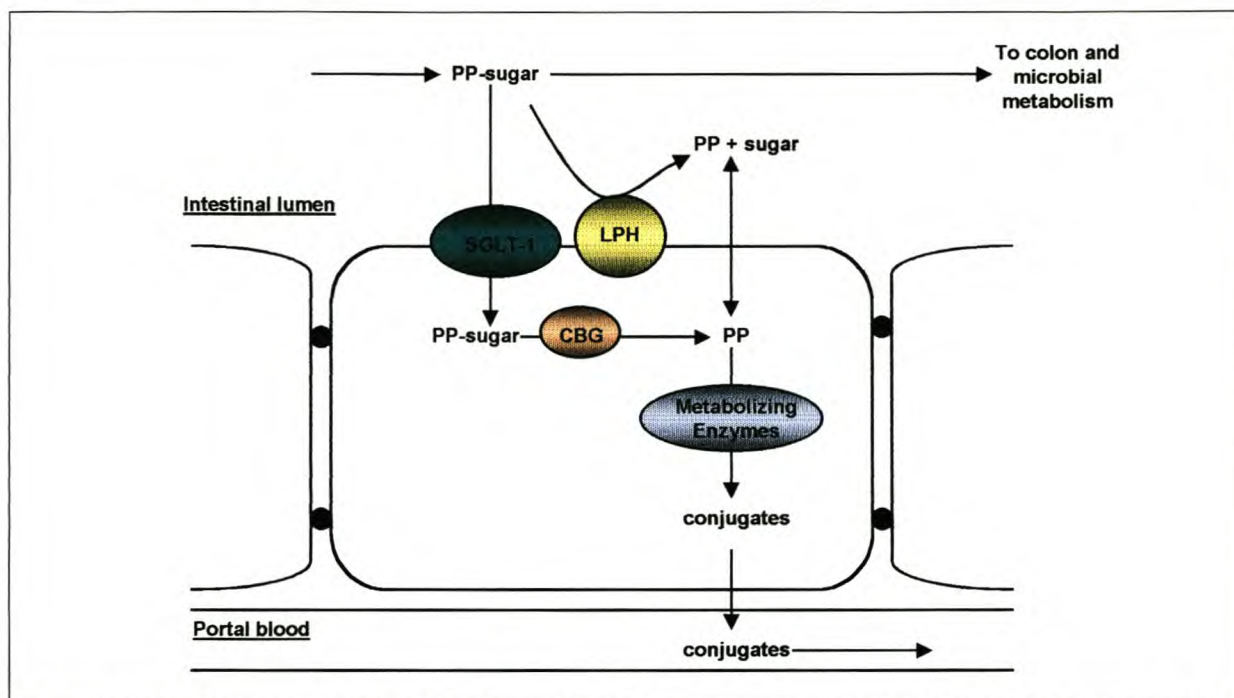 To colon and
microbial
metabolism
PP-sugar
PP + sugar
Intestinal lumen
SGLT-1
LPH
PP-sugar
CBG
PP
Metabolizing
Enzymes
conjugates
Portal blood
conjugates